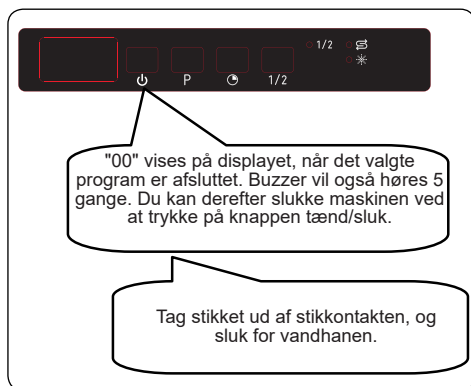 1/2
P 1/2
"00" vises på displayet, når det valgte
program er afsluttet. Buzzer vil også høres 5
gange. Du kan derefter slukke maskinen ved
at trykke på knappen tænd/sluk.
Tag stikket ud af stikkontakten, og
sluk for vandhanen.